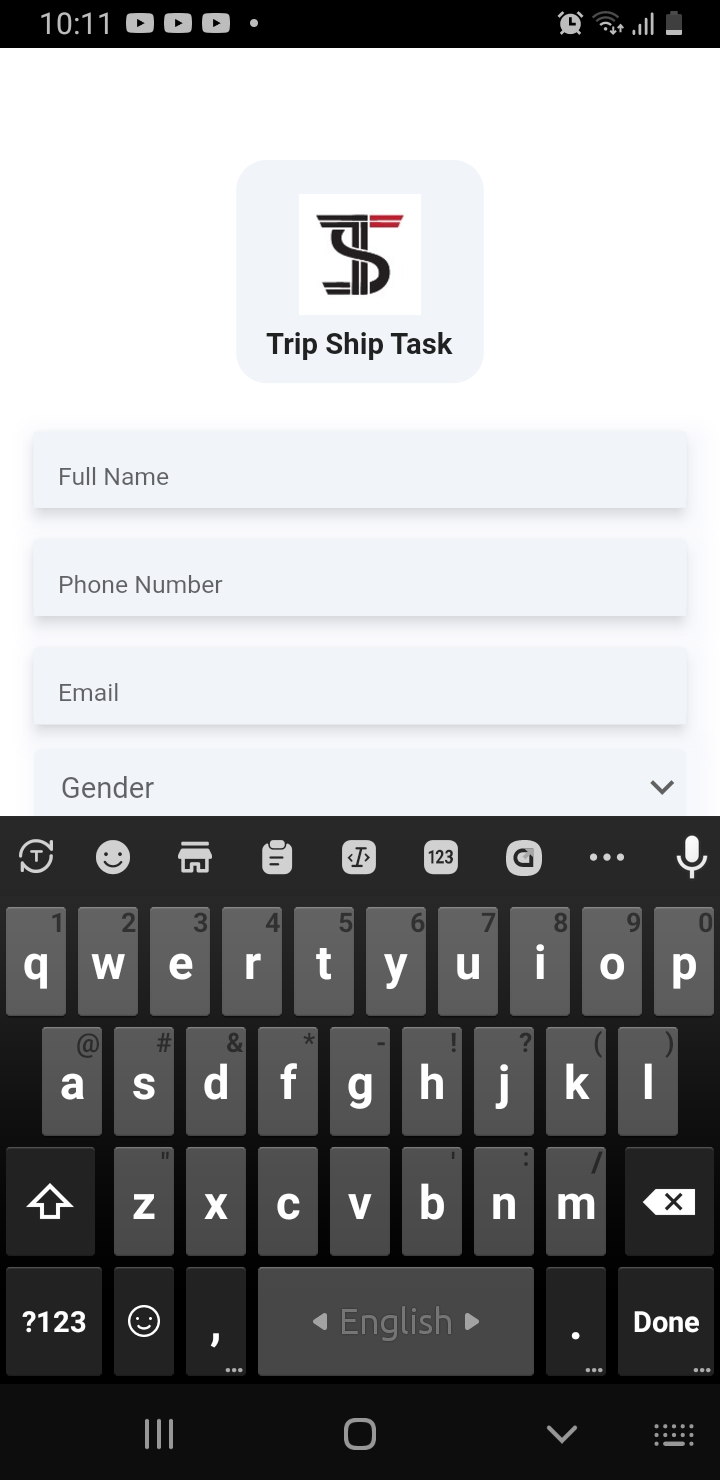 10:11
Trip Ship Task
Full Name
Phone Number
Email
Gender
T </> 123 G
1 2 3 4 5 6 7 8 9 0
q w e r t y u i o p
@ # & * - ! ? ( )
a s d f g h j k l
" ' : /
z x c v b n m
?123 , English . Done